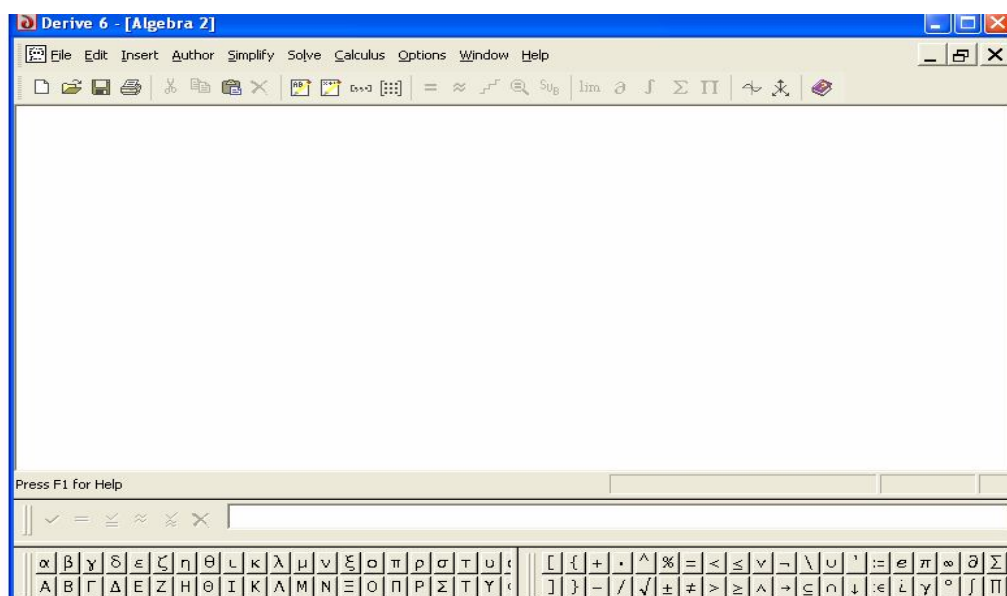 Derive 6 - [Algebra 2]
File Edit Insert Author Simplify Solve Calculus Options Window Help
= ≈ SUB lim ∂ ∫ Σ Π
Press F1 for Help
= ≈
α β γ δ ε ζ η θ ι κ λ μ ν ξ ο π ρ σ τ υ [ { + · ^ % = < ≤ ∨ ¬ \ ∪ ' := e π ∞ ∂ Σ
Α Β Γ Δ Ε Ζ Η Θ Ι Κ Λ Μ Ν Ξ Ο Π Ρ Σ Τ Υ ] } − / √ ± ≠ > ≥ ∧ → ⊆ ∩ ↓ :∈ i γ ° ∫ Π